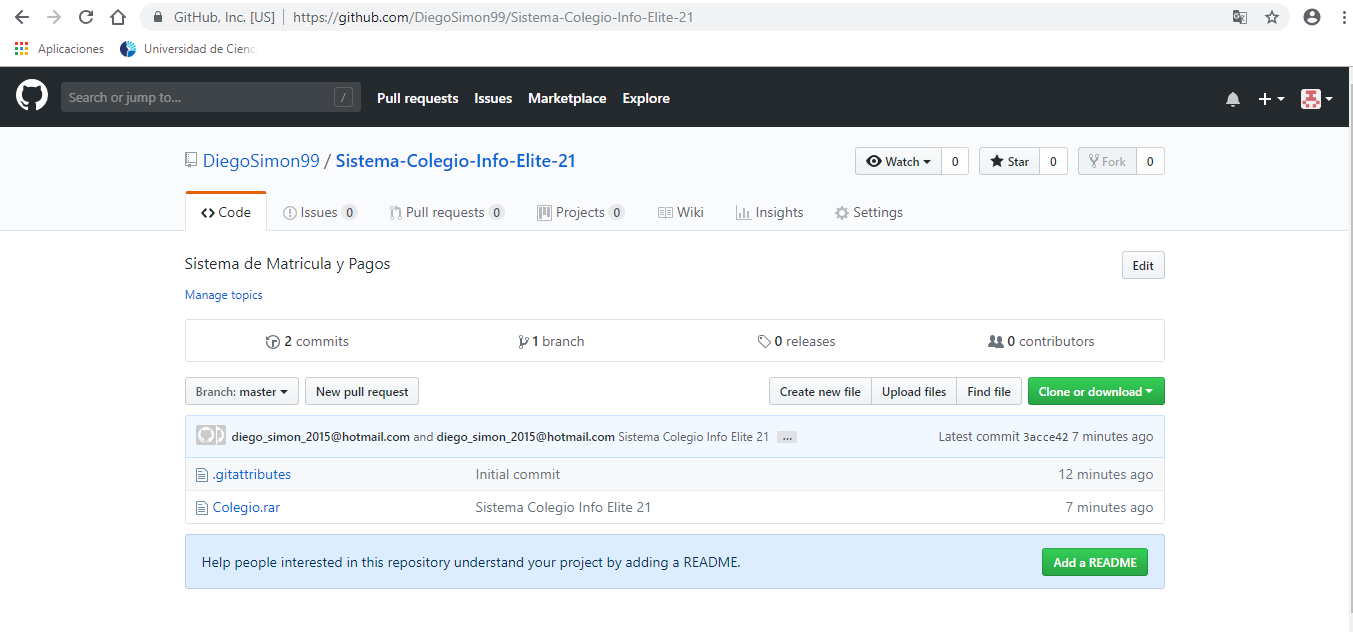 GitHub, Inc. [US] https://github.com/DiegoSimon99/Sistema-Colegio-Info-Elite-21
Aplicaciones Universidad de Cienc
Search or jump to... / Pull requests Issues Marketplace Explore
DiegoSimon99 / Sistema-Colegio-Info-Elite-21 Watch 0 Star 0 Fork 0
Code Issues 0 Pull requests 0 Projects 0 Wiki Insights Settings
Sistema de Matricula y Pagos Edit
Manage topics
2 commits 1 branch 0 releases 0 contributors
Branch: master New pull request Create new file Upload files Find file Clone or download
diego_simon_2015@hotmail.com and diego_simon_2015@hotmail.com Sistema Colegio Info Elite 21 ... Latest commit 3acce42 7 minutes ago
.gitattributes Initial commit 12 minutes ago
Colegio.rar Sistema Colegio Info Elite 21 7 minutes ago
Help people interested in this repository understand your project by adding a README. Add a README